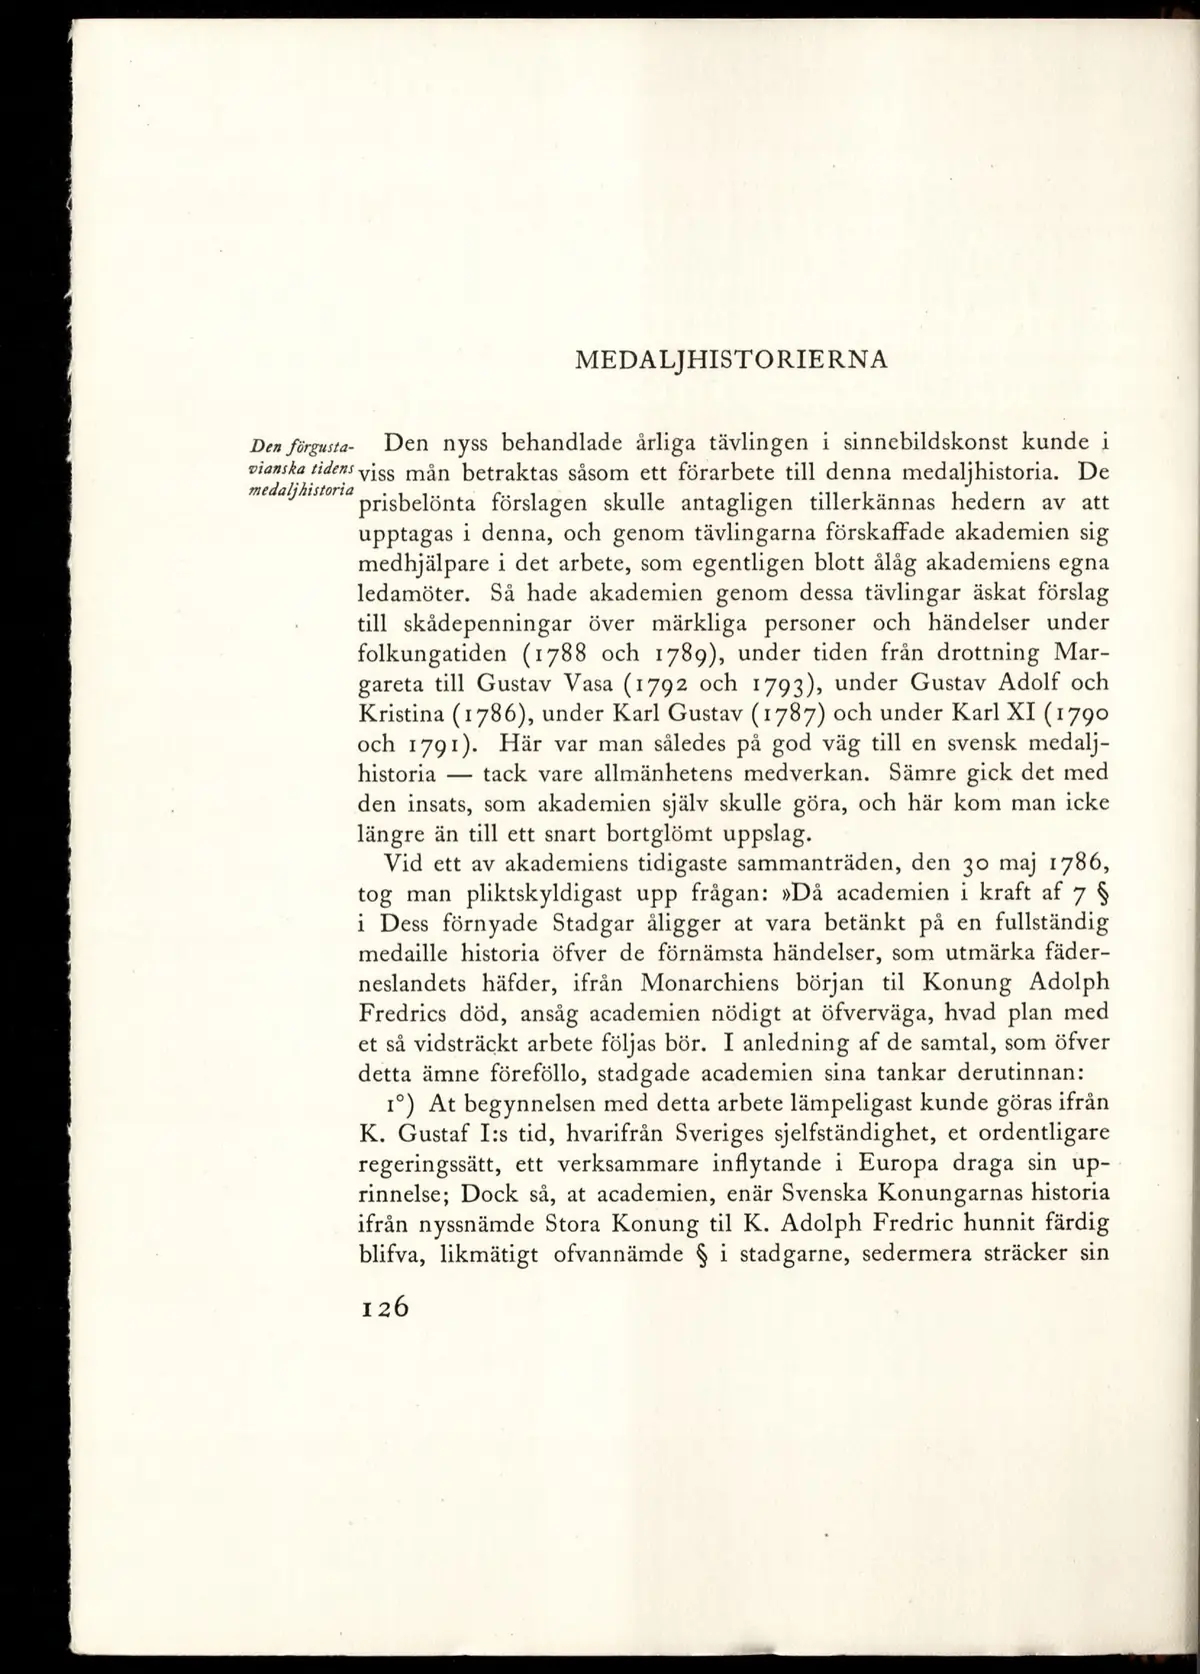 MEDALJHISTORIERNA
Den förgusta-
vianska tidens
medaljhistoria
Den nyss behandlade årliga tävlingen i sinnebildskonst kunde i
viss mån betraktas såsom ett förarbete till denna medaljhistoria. De
prisbelönta förslagen skulle antagligen tillerkännas hedern av att
upptagas i denna, och genom tävlingarna förskaffade akademien sig
medhjälpare i det arbete, som egentligen blott ålåg akademiens egna
ledamöter. Så hade akademien genom dessa tävlingar äskat förslag
till skådepenningar över märkliga personer och händelser under
folkungatiden (1788 och 1789), under tiden från drottning Mar-
gareta till Gustav Vasa (1792 och 1793), under Gustav Adolf och
Kristina (1786), under Karl Gustav (1787) och under Karl XI (1790
och 1791). Här var man således på god väg till en svensk medalj-
historia — tack vare allmänhetens medverkan. Sämre gick det med
den insats, som akademien själv skulle göra, och här kom man icke
längre än till ett snart bortglömt uppslag.
Vid ett av akademiens tidigaste sammanträden, den 30 maj 1786,
tog man pliktskyldigast upp frågan: »Då academien i kraft af 7 §
i Dess förnyade Stadgar åligger at vara betänkt på en fullständig
medaille historia öfver de förnämsta händelser, som utmärka fäder-
neslandets häfder, ifrån Monarchiens början til Konung Adolph
Fredrics död, ansåg academien nödigt at öfverväga, hvad plan med
et så vidsträckt arbete följas bör. I anledning af de samtal, som öfver
detta ämne föreföllo, stadgade academien sina tankar derutinnan:
1°) At begynnelsen med detta arbete lämpeligast kunde göras ifrån
K. Gustaf I:s tid, hvarifrån Sveriges sjelfständighet, et ordentligare
regeringssätt, ett verksammare inflytande i Europa draga sin up-
rinnelse; Dock så, at academien, enär Svenska Konungarnas historia
ifrån nyssnämde Stora Konung til K. Adolph Fredric hunnit färdig
blifva, likmätigt ofvannämde § i stadgarne, sedermera sträcker sin
126